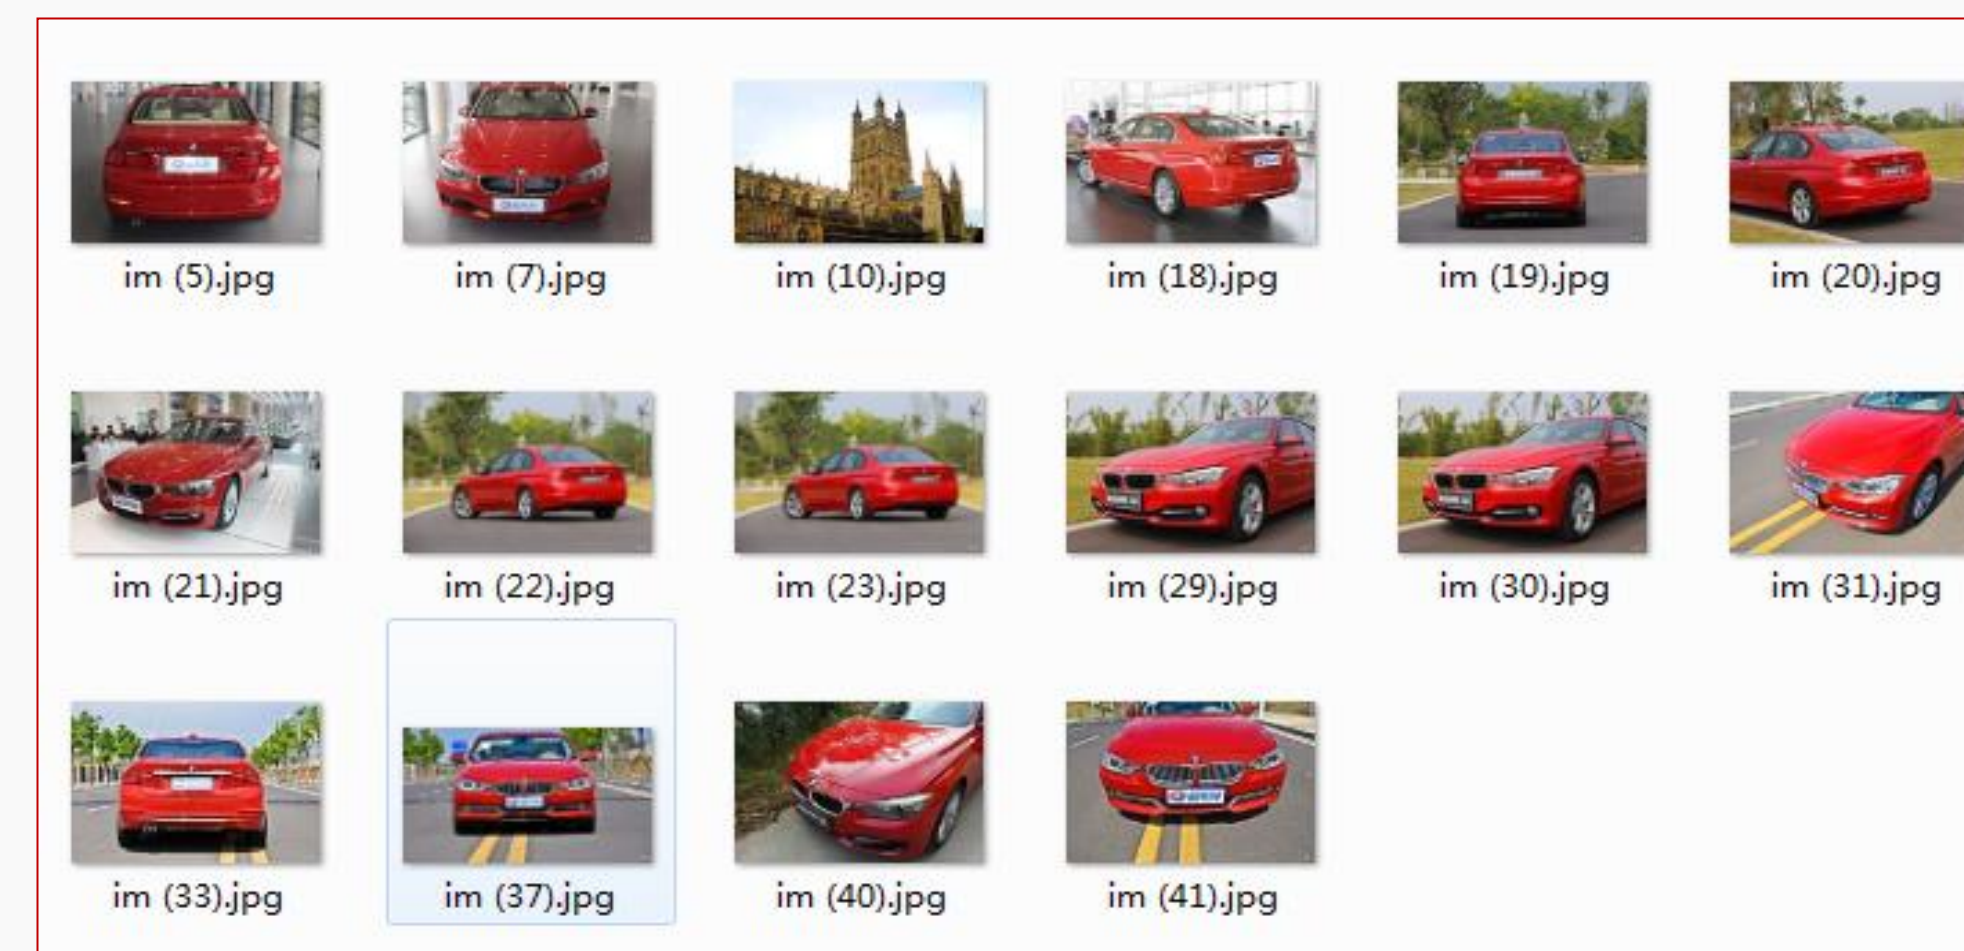 im (5).jpg
im (7).jpg
im (10).jpg
im (18).jpg
im (19).jpg
im (20).jpg
im (21).jpg
im (22).jpg
im (23).jpg
im (29).jpg
im (30).jpg
im (31).jpg
im (33).jpg
im (37).jpg
im (40).jpg
im (41).jpg